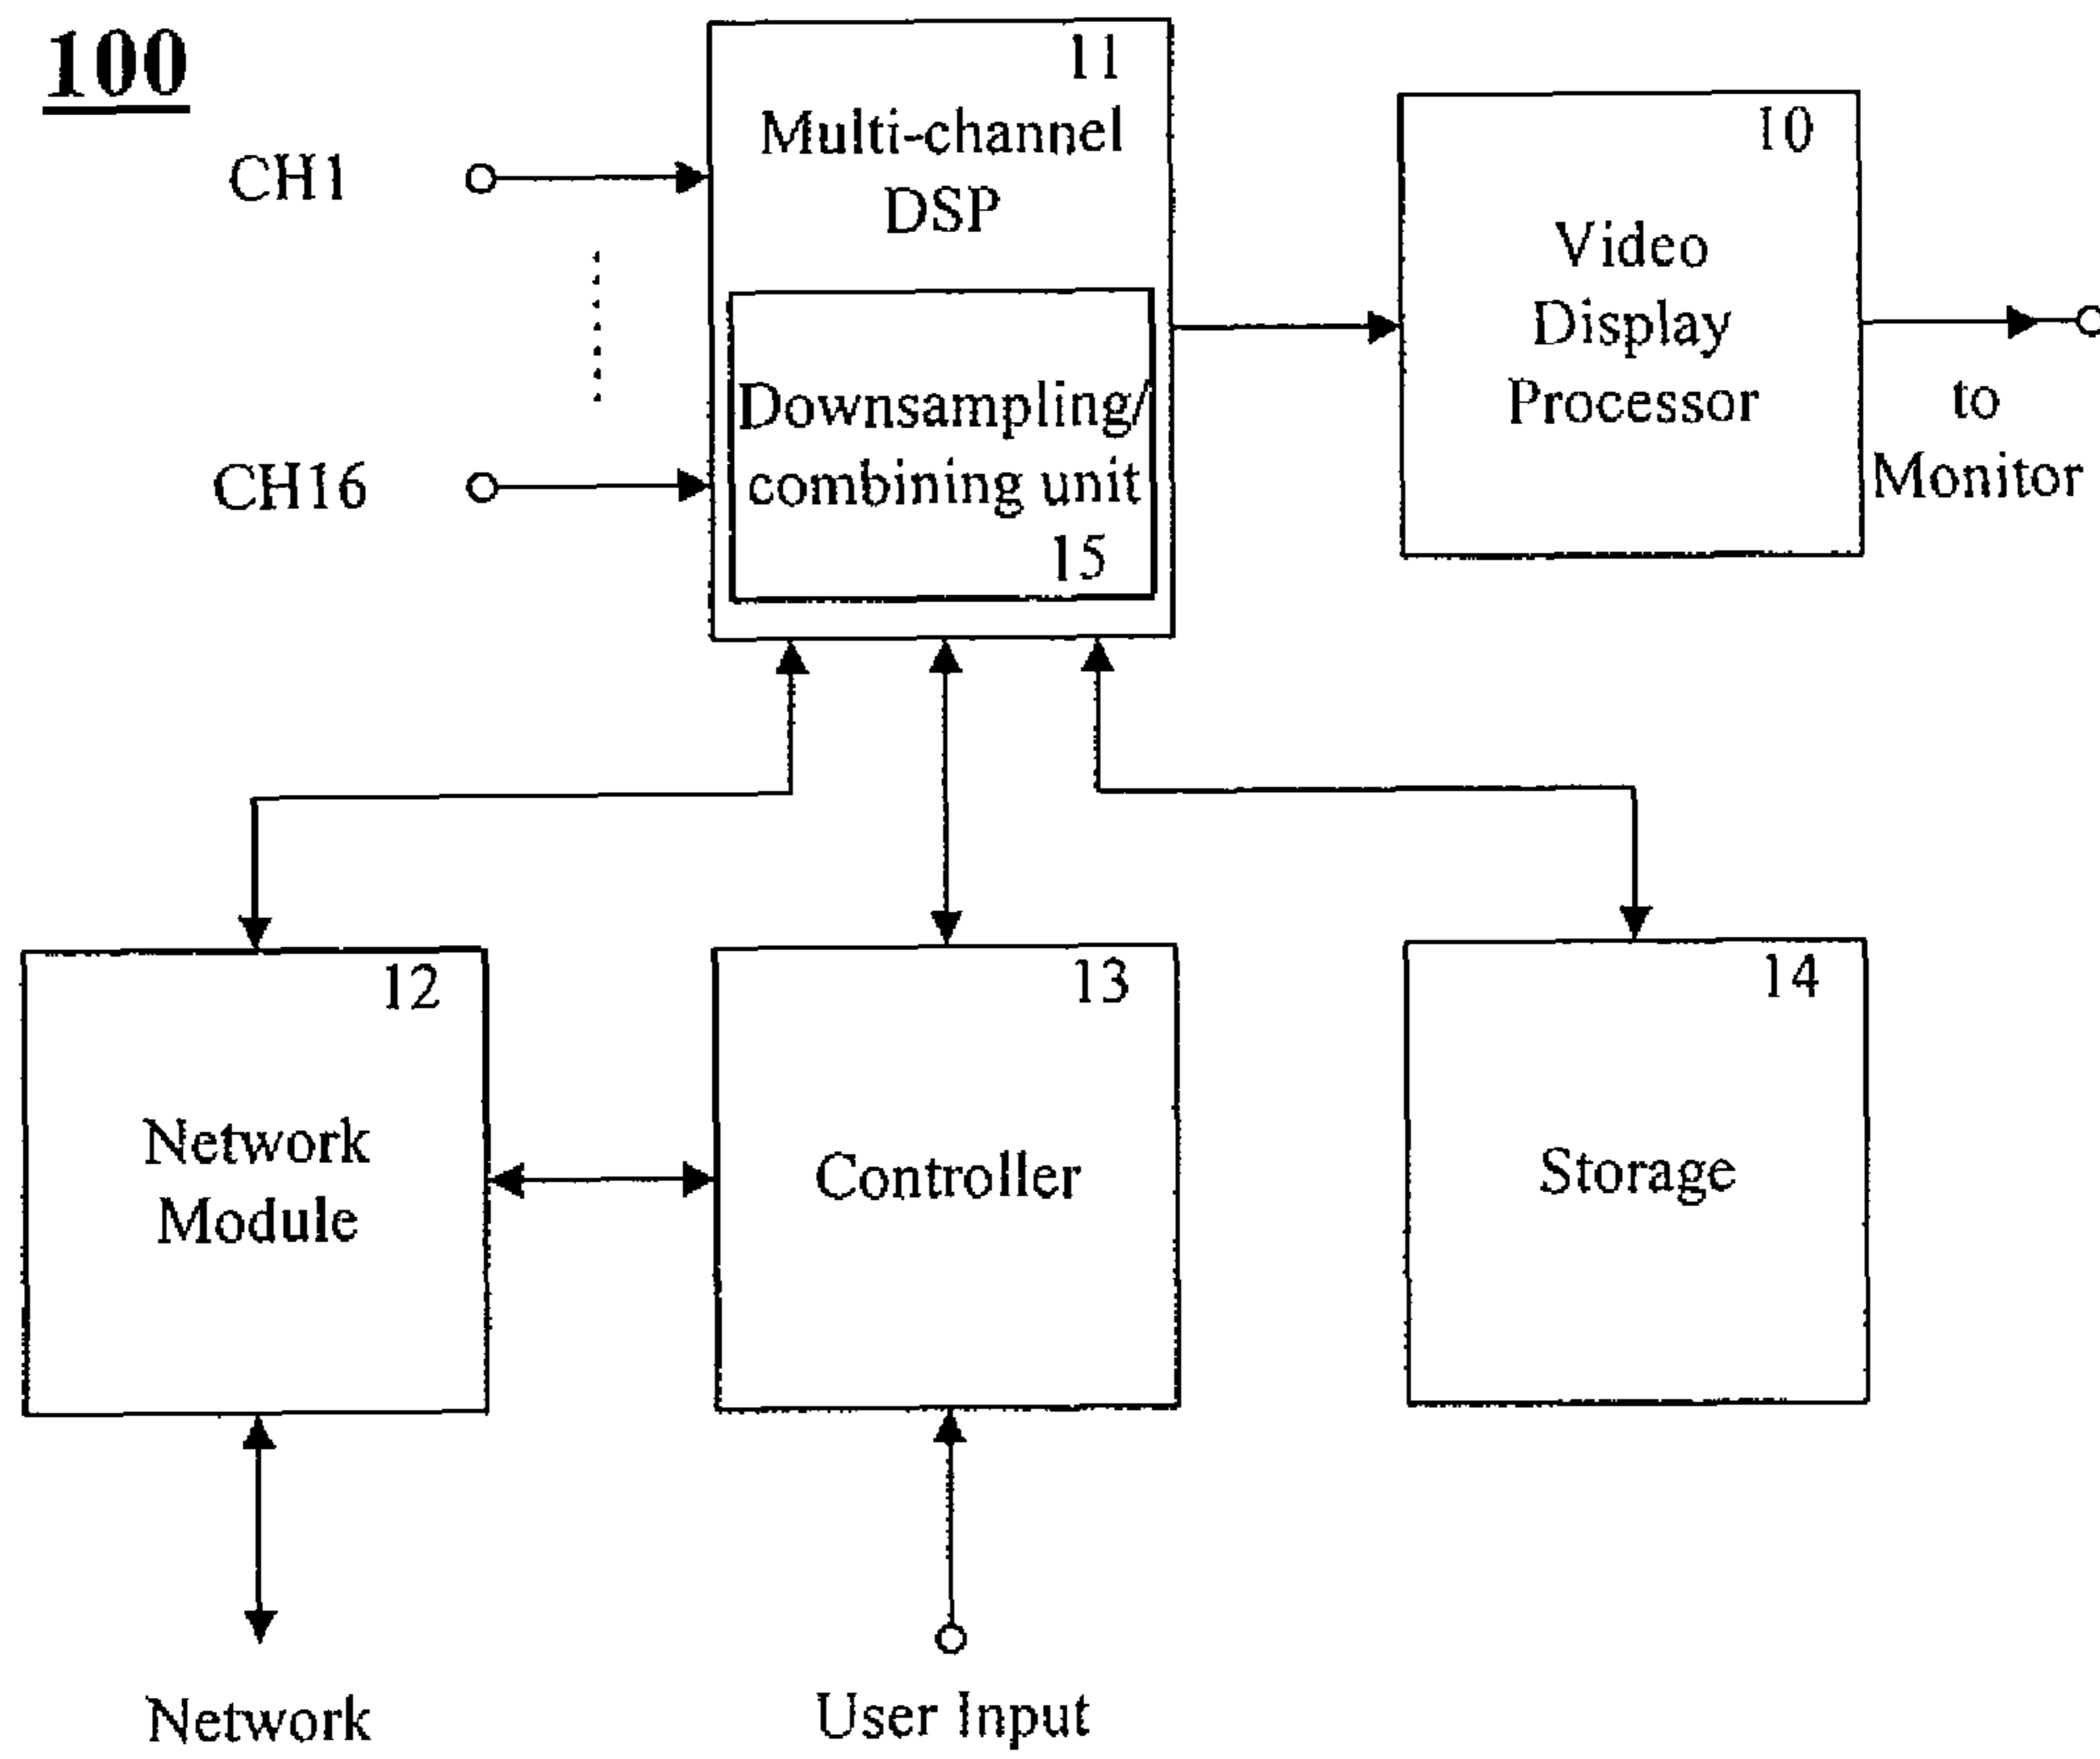 100
11
Multi-channel
DSP
CH1
CH16
Downsampling/
combining unit
15
10
Video
Display
Processor
to
Monitor
12
Network
Module
13
Controller
14
Storage
Network
User Input